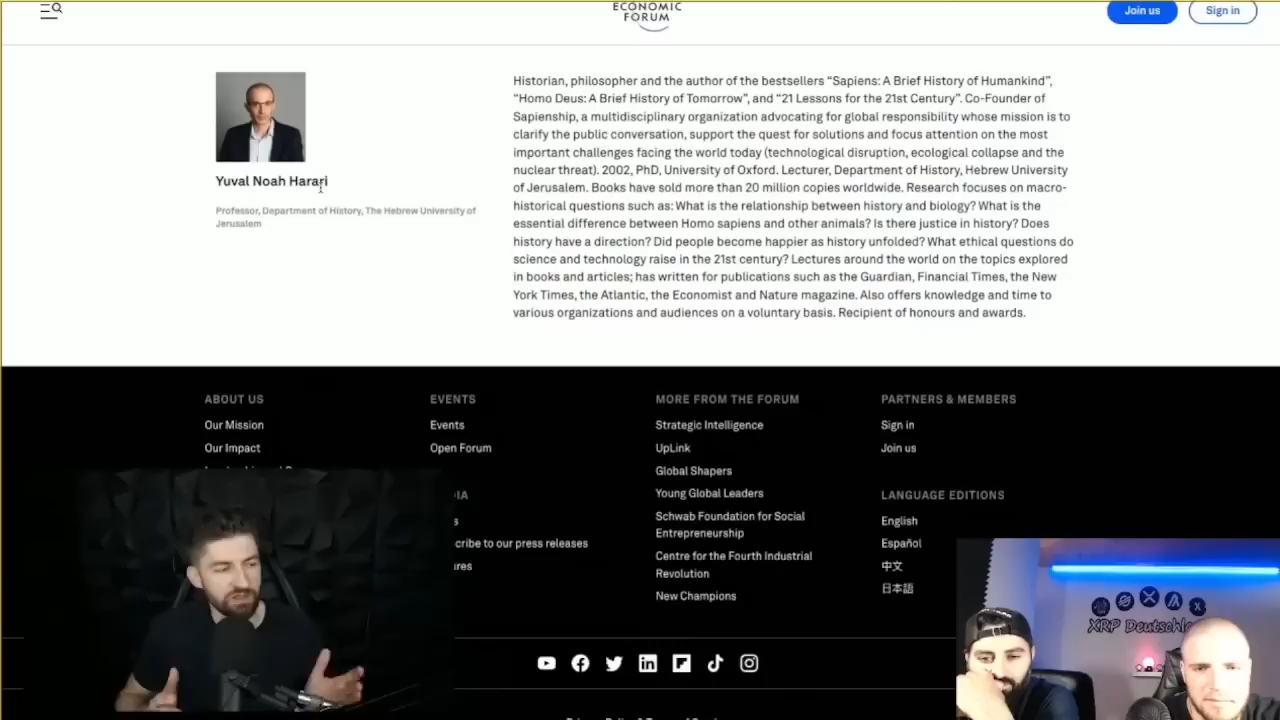 ECONOMIC
FORUM
Join us
Sign in
Historian, philosopher and the author of the bestsellers “Sapiens: A Brief History of Humankind”,
“Homo Deus: A Brief History of Tomorrow”, and “21 Lessons for the 21st Century”. Co-Founder of
Sapienship, a multidisciplinary organization advocating for global responsibility whose mission is to
clarify the public conversation, support the quest for solutions and focus attention on the most
important challenges facing the world today (technological disruption, ecological collapse and the
nuclear threat). 2002, PhD, University of Oxford. Lecturer, Department of History, Hebrew University
of Jerusalem. Books have sold more than 20 million copies worldwide. Research focuses on macro-
historical questions such as: What is the relationship between history and biology? What is the
essential difference between Homo sapiens and other animals? Is there justice in history? Does
history have a direction? Did people become happier as history unfolded? What ethical questions do
science and technology raise in the 21st century? Lectures around the world on the topics explored
in books and articles; has written for publications such as the Guardian, Financial Times, the New
York Times, the Atlantic, the Economist and Nature magazine. Also offers knowledge and time to
various organizations and audiences on a voluntary basis. Recipient of honours and awards.
Yuval Noah Harari
Professor, Department of History, The Hebrew University of
Jerusalem
ABOUT US
Our Mission
Our Impact
EVENTS
Events
Open Forum
MORE FROM THE FORUM
Strategic Intelligence
UpLink
Global Shapers
Young Global Leaders
Schwab Foundation for Social
Entrepreneurship
Centre for the Fourth Industrial
Revolution
New Champions
PARTNERS & MEMBERS
Sign in
Join us
LANGUAGE EDITIONS
English
Español
中文
日本語
IA
s
cribe to our press releases
ures
XRP Deutschl